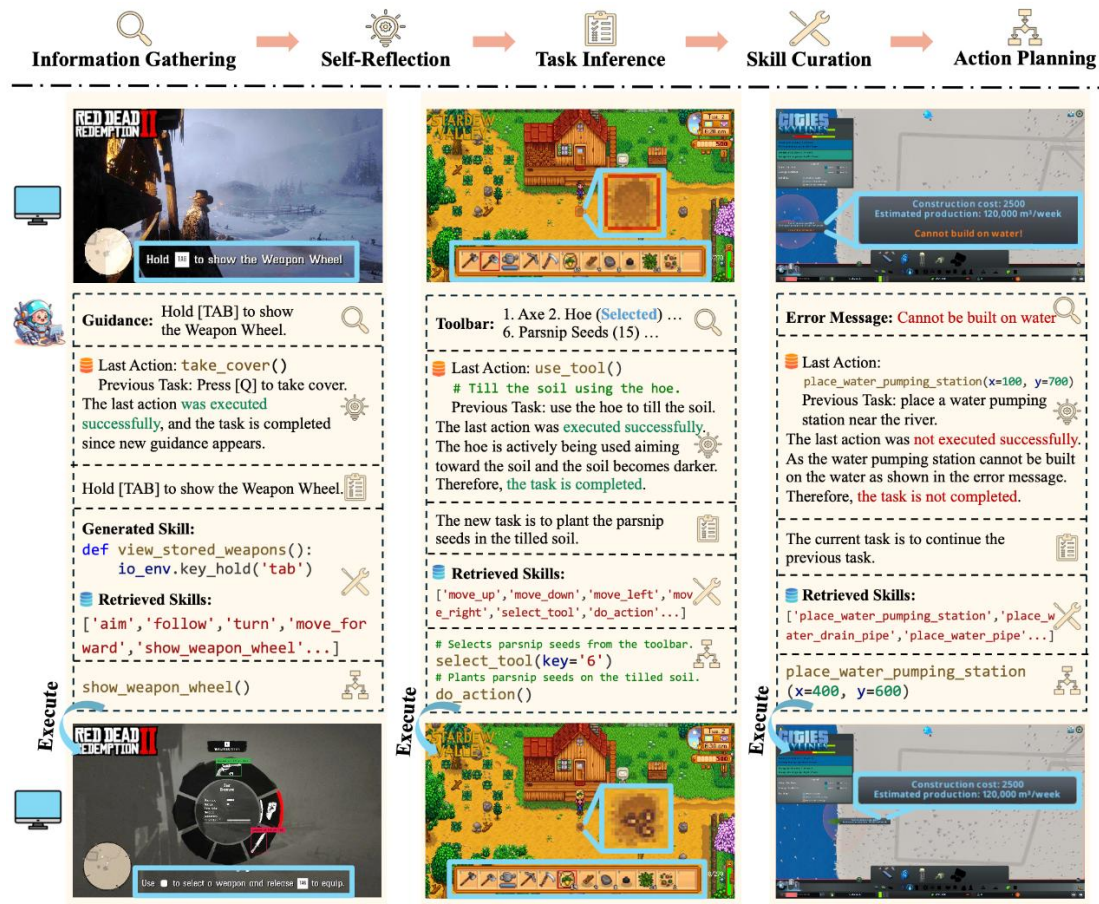 Information Gathering
Self-Reflection
Task Inference
Skill Curation
Action Planning
RED DEAD
REDEMPTION II
Hold TAB to show the Weapon Wheel
Guidance: Hold [TAB] to show
the Weapon Wheel.
Last Action: take_cover()
Previous Task: Press [Q] to take cover.
The last action was executed
successfully, and the task is completed
since new guidance appears.
Hold [TAB] to show the Weapon Wheel.
Generated Skill:
def view_stored_weapons():
io_env.key_hold('tab')
Retrieved Skills:
['aim','follow','turn','move_for
ward','show_weapon_wheel'...]
show_weapon_wheel()
Execute
RED DEAD
REDEMPTION II
Use to select a weapon and release TAB to equip.
STARDEW
VALLEY
Toolbar: 1. Axe 2. Hoe (Selected) …
6. Parsnip Seeds (15) …
Last Action: use_tool()
# Till the soil using the hoe.
Previous Task: use the hoe to till the soil.
The last action was executed successfully.
The hoe is actively being used aiming
toward the soil and the soil becomes darker.
Therefore, the task is completed.
The new task is to plant the parsnip
seeds in the tilled soil.
Retrieved Skills:
['move_up','move_down','move_left','mov
e_right','select_tool','do_action'...]
# Selects parsnip seeds from the toolbar.
select_tool(key='6')
# Plants parsnip seeds on the tilled soil.
do_action()
Execute
STARDEW
VALLEY
CITIES
SKYLINES
Construction cost: 2500
Estimated production: 120,000 m³/week
Cannot build on water!
Error Message: Cannot be built on water
Last Action:
place_water_pumping_station(x=100, y=700)
Previous Task: place a water pumping
station near the river.
The last action was not executed successfully.
As the water pumping station cannot be built
on the water as shown in the error message.
Therefore, the task is not completed.
The current task is to continue the
previous task.
Retrieved Skills:
['place_water_pumping_station','place_w
ater_drain_pipe','place_water_pipe'...]
place_water_pumping_station
(x=400, y=600)
Execute
CITIES
SKYLINES
Construction cost: 2500
Estimated production: 120,000 m³/week